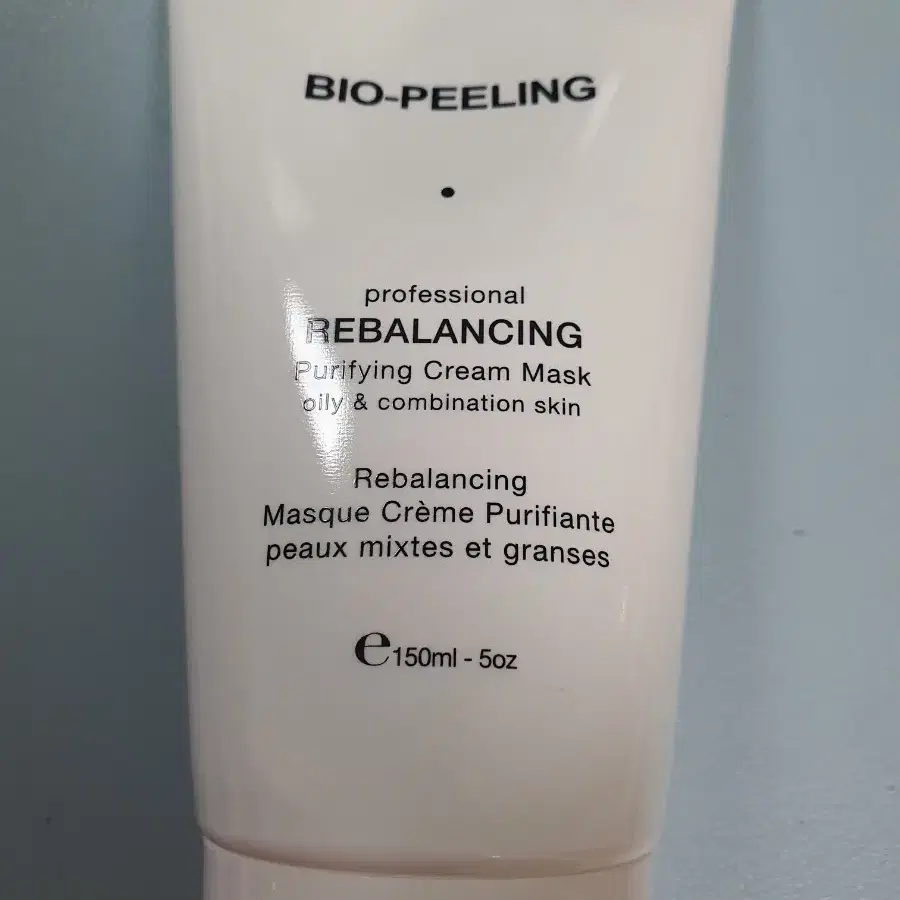 BIO-PEELING
professional
REBALANCING
Purifying Cream Mask
oily & combination skin
Rebalancing
Masque Crème Purifiante
peaux mixtes et granses
e 150ml - 5oz